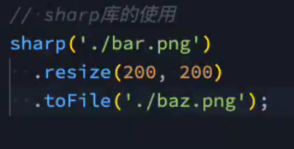 // sharp库的使用
sharp('./bar.png')
.resize(200, 200)
.toFile('./baz.png');